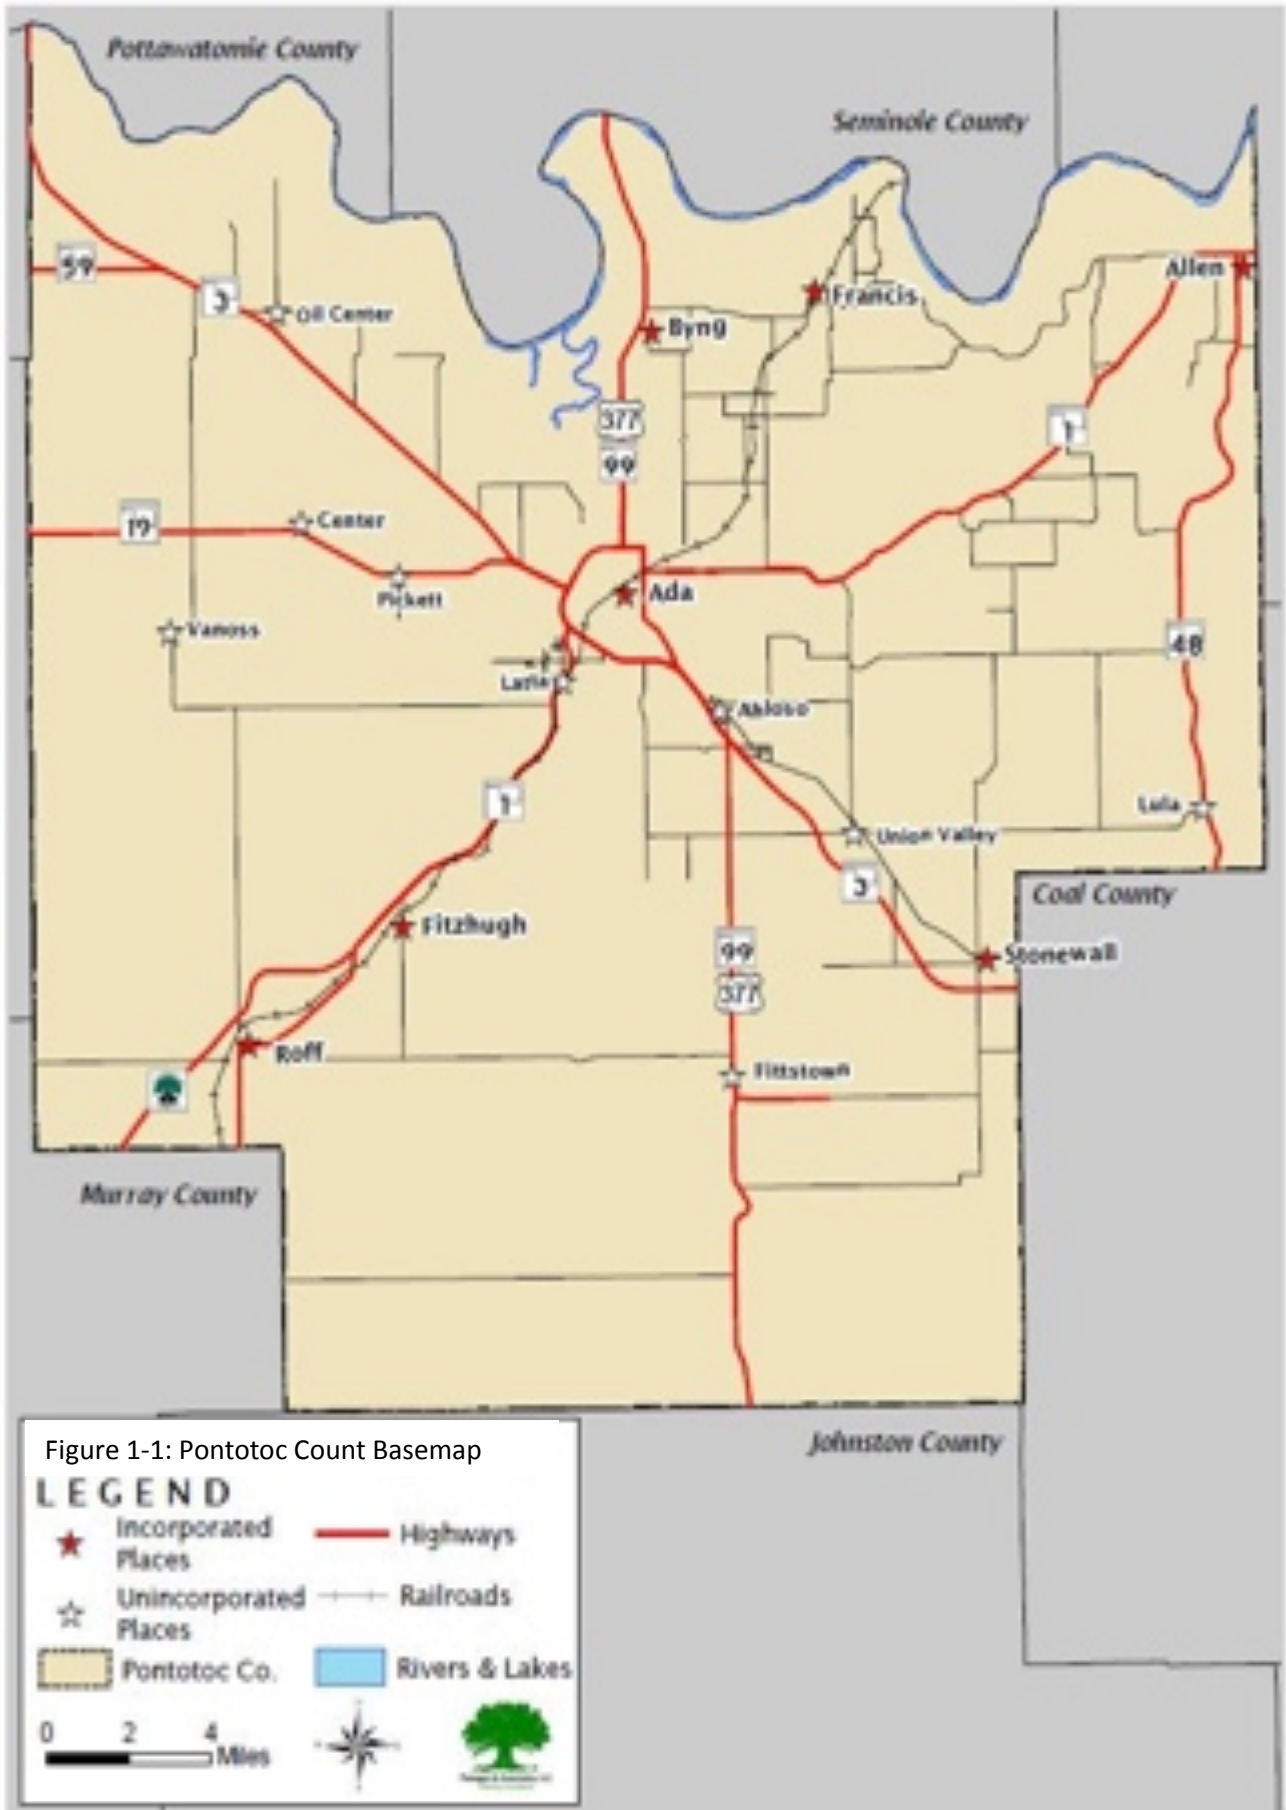 Pottawatomie County
Seminole County
59
3
Oil Center
Allen
Francis
Byng
377
99
1
19
Center
Pickett
Ada
Vanoss
48
Latta
Ahloso
1
Lula
Union Valley
3
Coal County
Fitzhugh
99
377
Stonewall
Roff
Fittstown
Murray County
Johnston County
Figure 1-1: Pontotoc Count Basemap
LEGEND
Incorporated
Places
Highways
Unincorporated
Places
Railroads
Pontotoc Co.
Rivers & Lakes
0 2 4
Miles